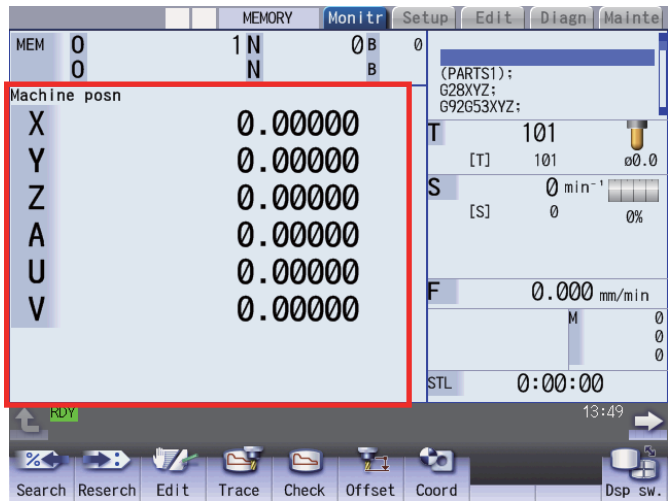 MEMORY Monitr Setup Edit Diagn Mainte
MEM O 1 N 0 B 0
O N B
(PARTS1);
G28XYZ;
G92G53XYZ;
Machine posn
X 0.00000
Y 0.00000
Z 0.00000
A 0.00000
U 0.00000
V 0.00000
T 101
[T] 101 ø0.0
S 0 min⁻¹
[S] 0 0%
F 0.000 mm/min
M 0
0
0
STL 0:00:00
RDY 13:49
Search Reserch Edit Trace Check Offset Coord Dsp sw.